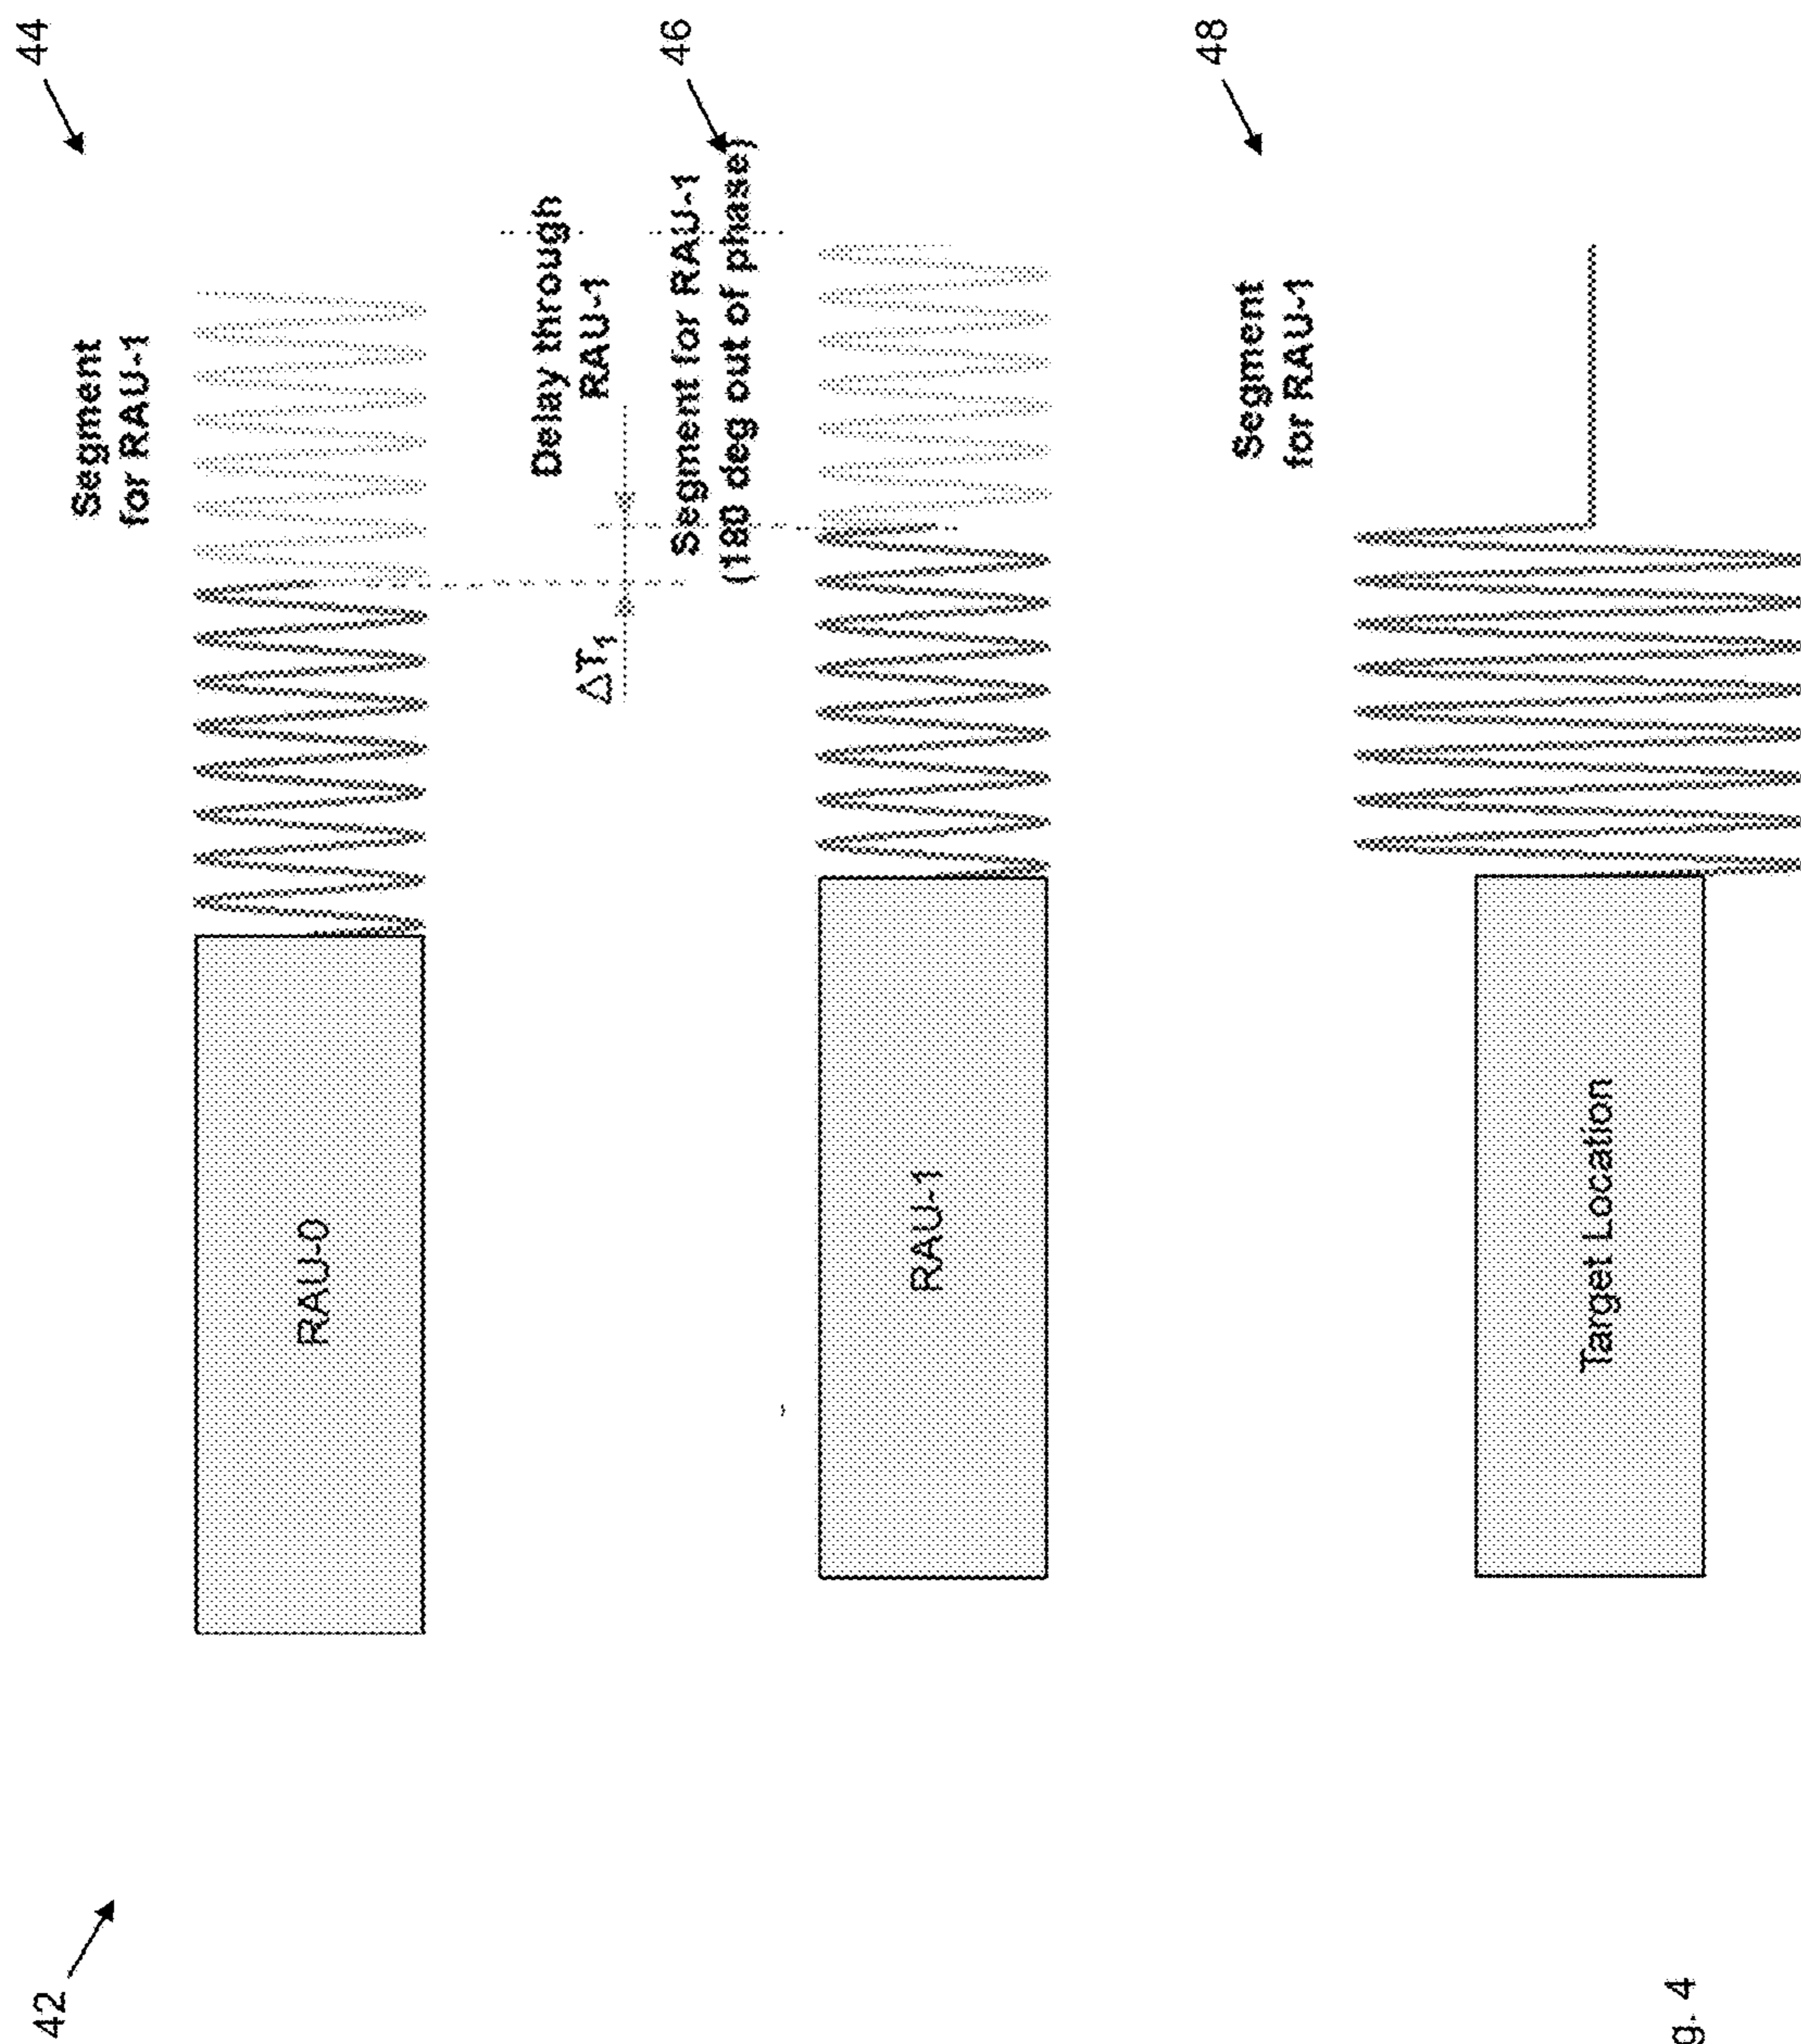 42
44
Segment
for RAU-1
RAU-0
ΔT₁
Delay through
RAU-1
46
Segment for RAU-1
(180 deg out of phase)
RAU-1
48
Segment
for RAU-1
Target Location
g. 4